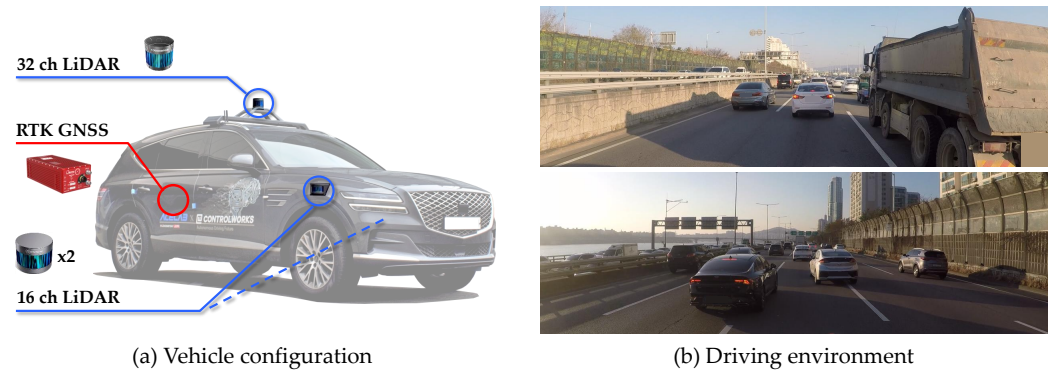 32 ch LiDAR
RTK GNSS
x2
16 ch LiDAR
CONTROLWORKS
(a) Vehicle configuration
(b) Driving environment